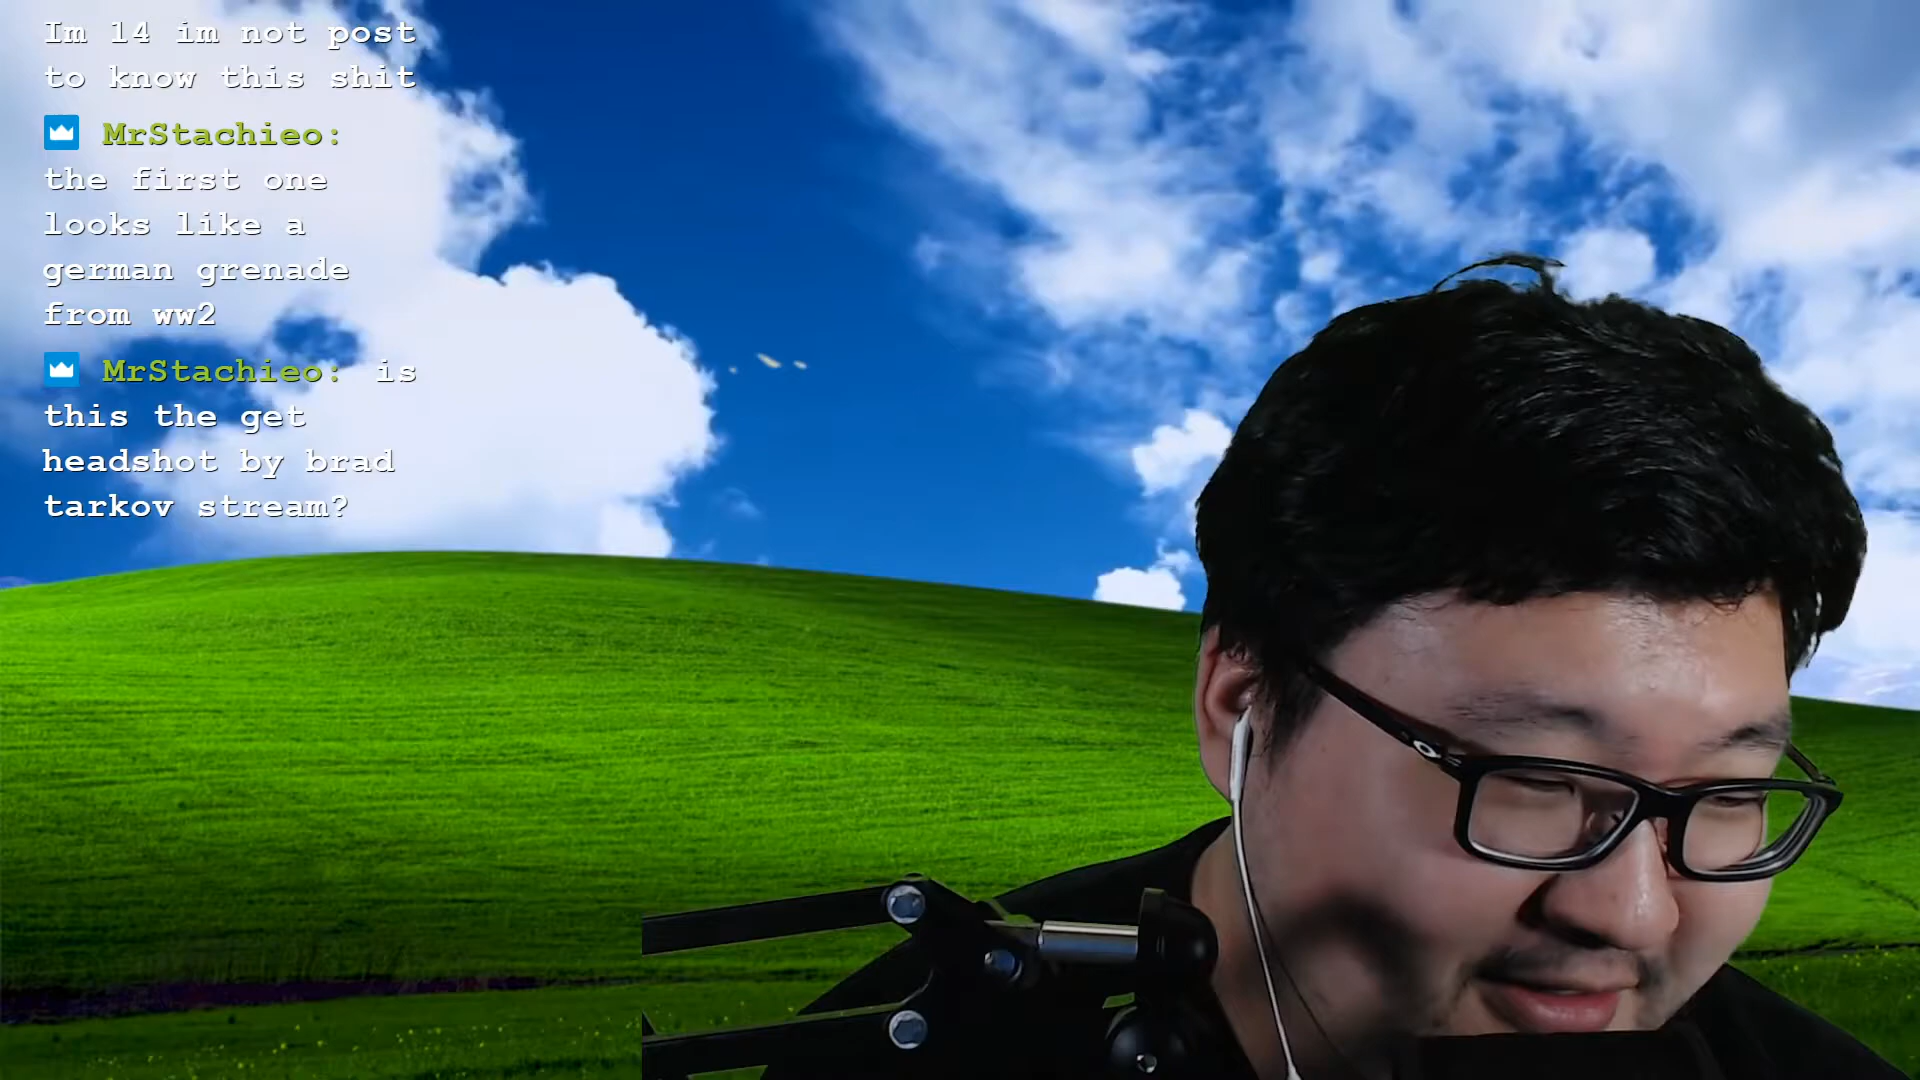 Im 14 im not post
to know this shit
MrStachieo:
the first one
looks like a
german grenade
from ww2
MrStachieo: is
this the get
headshot by brad
tarkov stream?